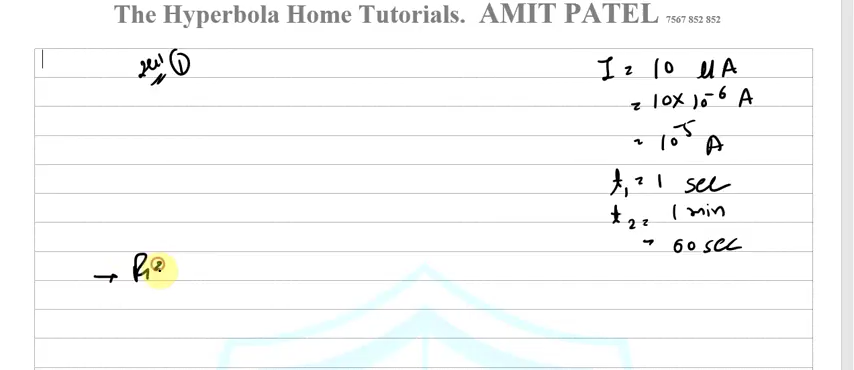 The Hyperbola Home Tutorials. AMIT PATEL 7567 852 852
①
I = 10 μA
= 10 × 10⁻⁶ A
= 10⁻⁵ A
t₁ = 1 sec
t₂ = 1 min
= 60 sec
→